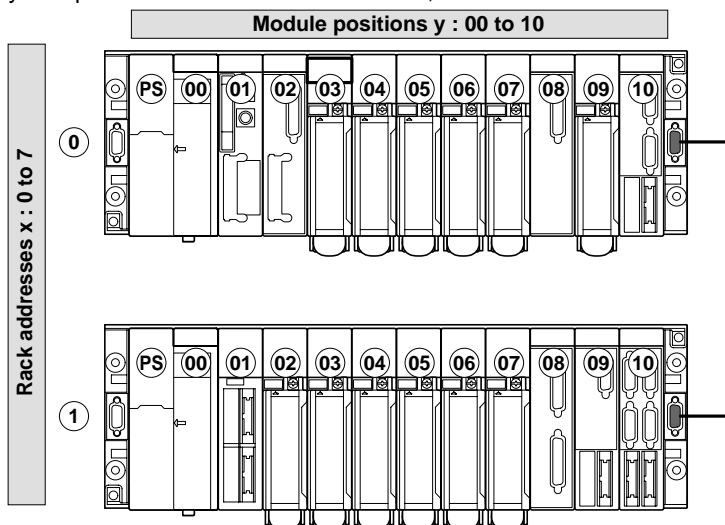 Module positions y : 00 to 10
Rack addresses x : 0 to 7
0
PS 00 01 02 03 04 05 06 07 08 09 10
1
PS 00 01 02 03 04 05 06 07 08 09 10